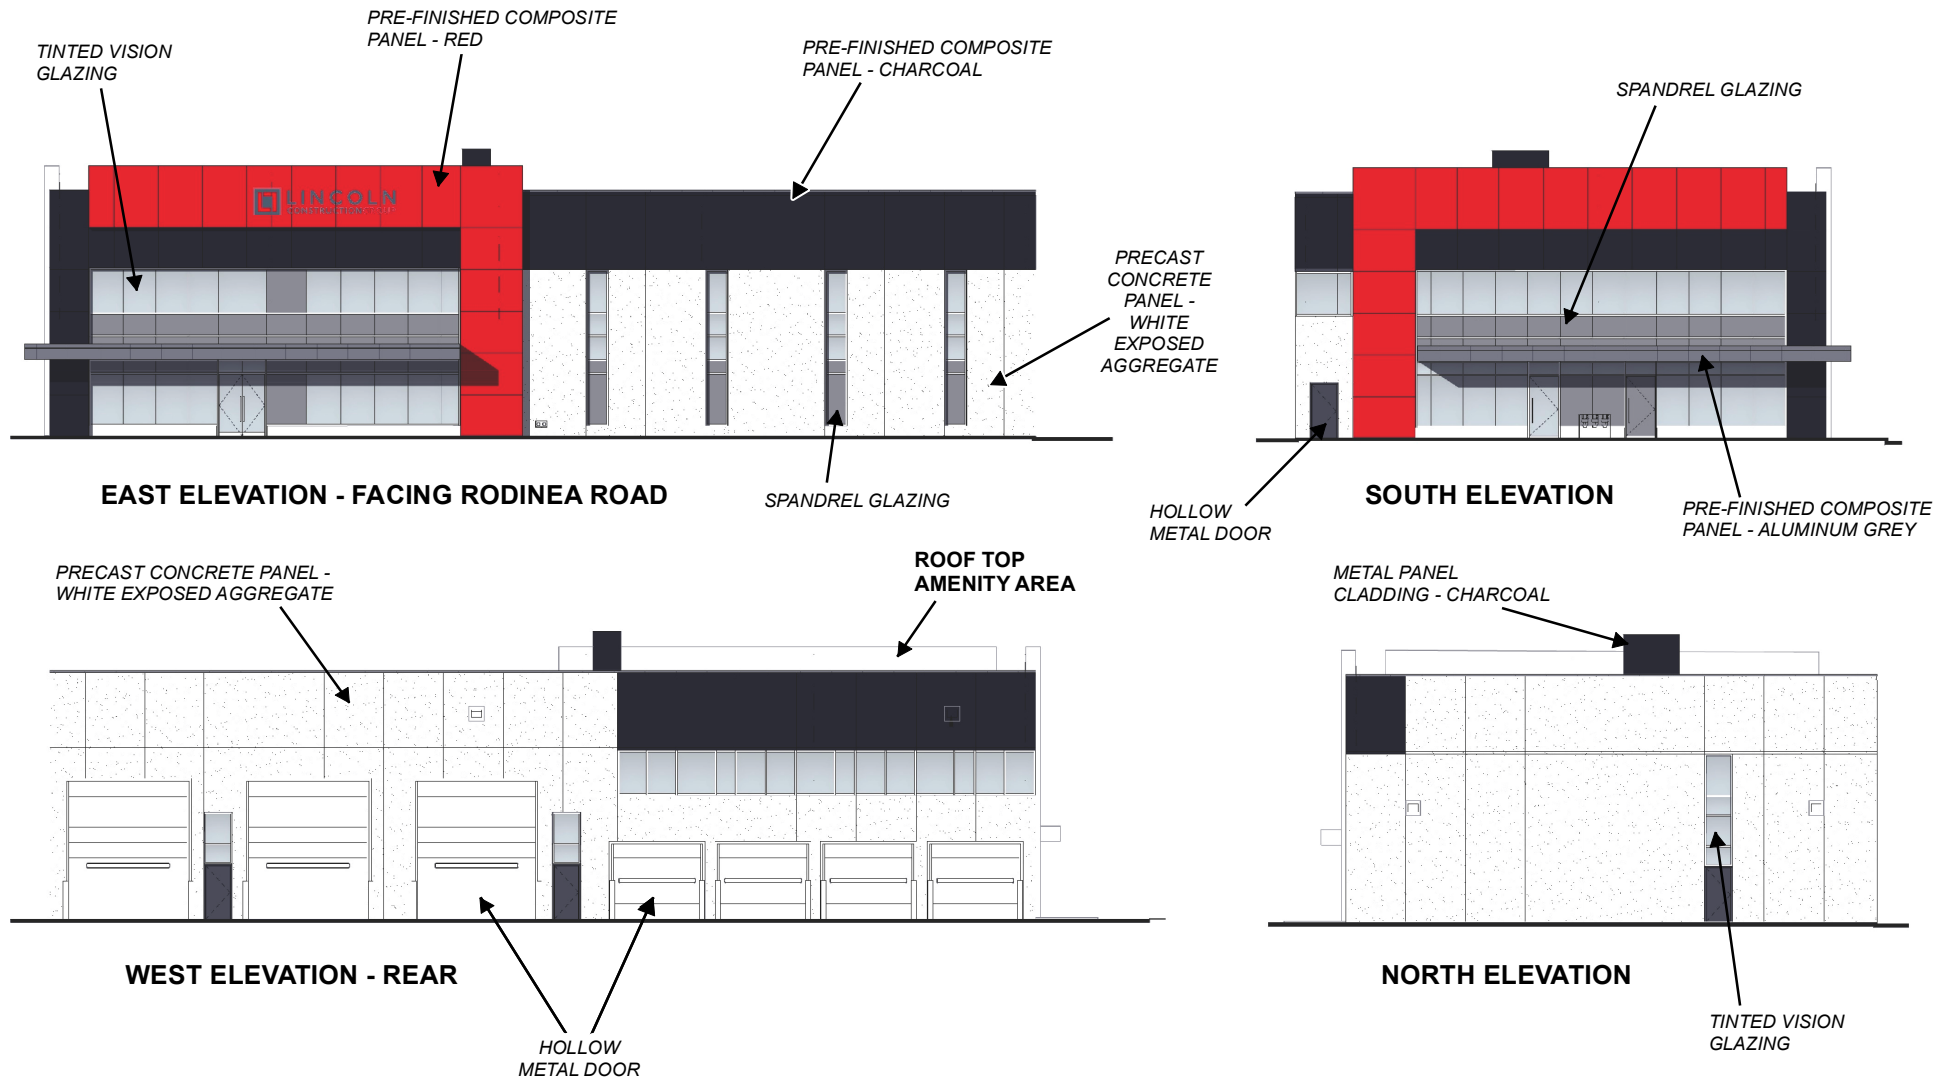 PRE-FINISHED COMPOSITE
PANEL - RED
TINTED VISION
GLAZING
PRE-FINISHED COMPOSITE
PANEL - CHARCOAL
SPANDREL GLAZING
LINCOLN
CONSTRUCTION GROUP
PRECAST
CONCRETE
PANEL -
WHITE
EXPOSED
AGGREGATE
EAST ELEVATION - FACING RODINEA ROAD
SPANDREL GLAZING
SOUTH ELEVATION
HOLLOW
METAL DOOR
PRE-FINISHED COMPOSITE
PANEL - ALUMINUM GREY
PRECAST CONCRETE PANEL -
WHITE EXPOSED AGGREGATE
ROOF TOP
AMENITY AREA
METAL PANEL
CLADDING - CHARCOAL
WEST ELEVATION - REAR
NORTH ELEVATION
HOLLOW
METAL DOOR
TINTED VISION
GLAZING